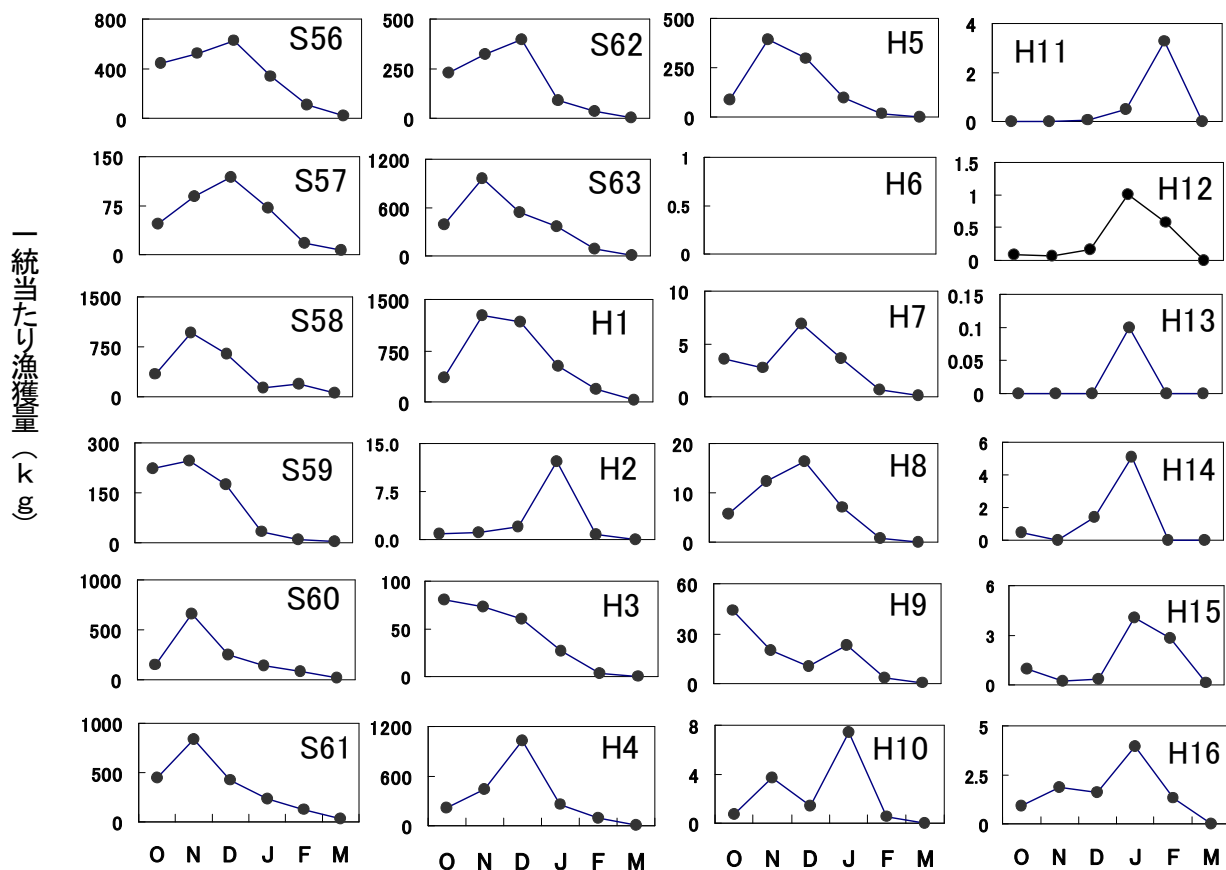 一統当たり漁獲量（ｋｇ）
800
400
0
S56
150
75
0
S57
1500
750
0
S58
300
150
0
S59
1000
500
0
S60
1000
500
0
S61
O N D J F M
500
250
0
S62
1200
600
0
S63
1500
750
0
H1
15.0
7.5
0.0
H2
100
50
0
H3
1200
600
0
H4
O N D J F M
500
250
0
H5
1
0.5
0
H6
10
5
0
H7
20
10
0
H8
60
30
0
H9
8
4
0
H10
O N D J F M
4
2
0
H11
1.5
1
0.5
0
H12
0.15
0.1
0.05
0
H13
6
4
2
0
H14
6
3
0
H15
5
2.5
0
H16
O N D J F M